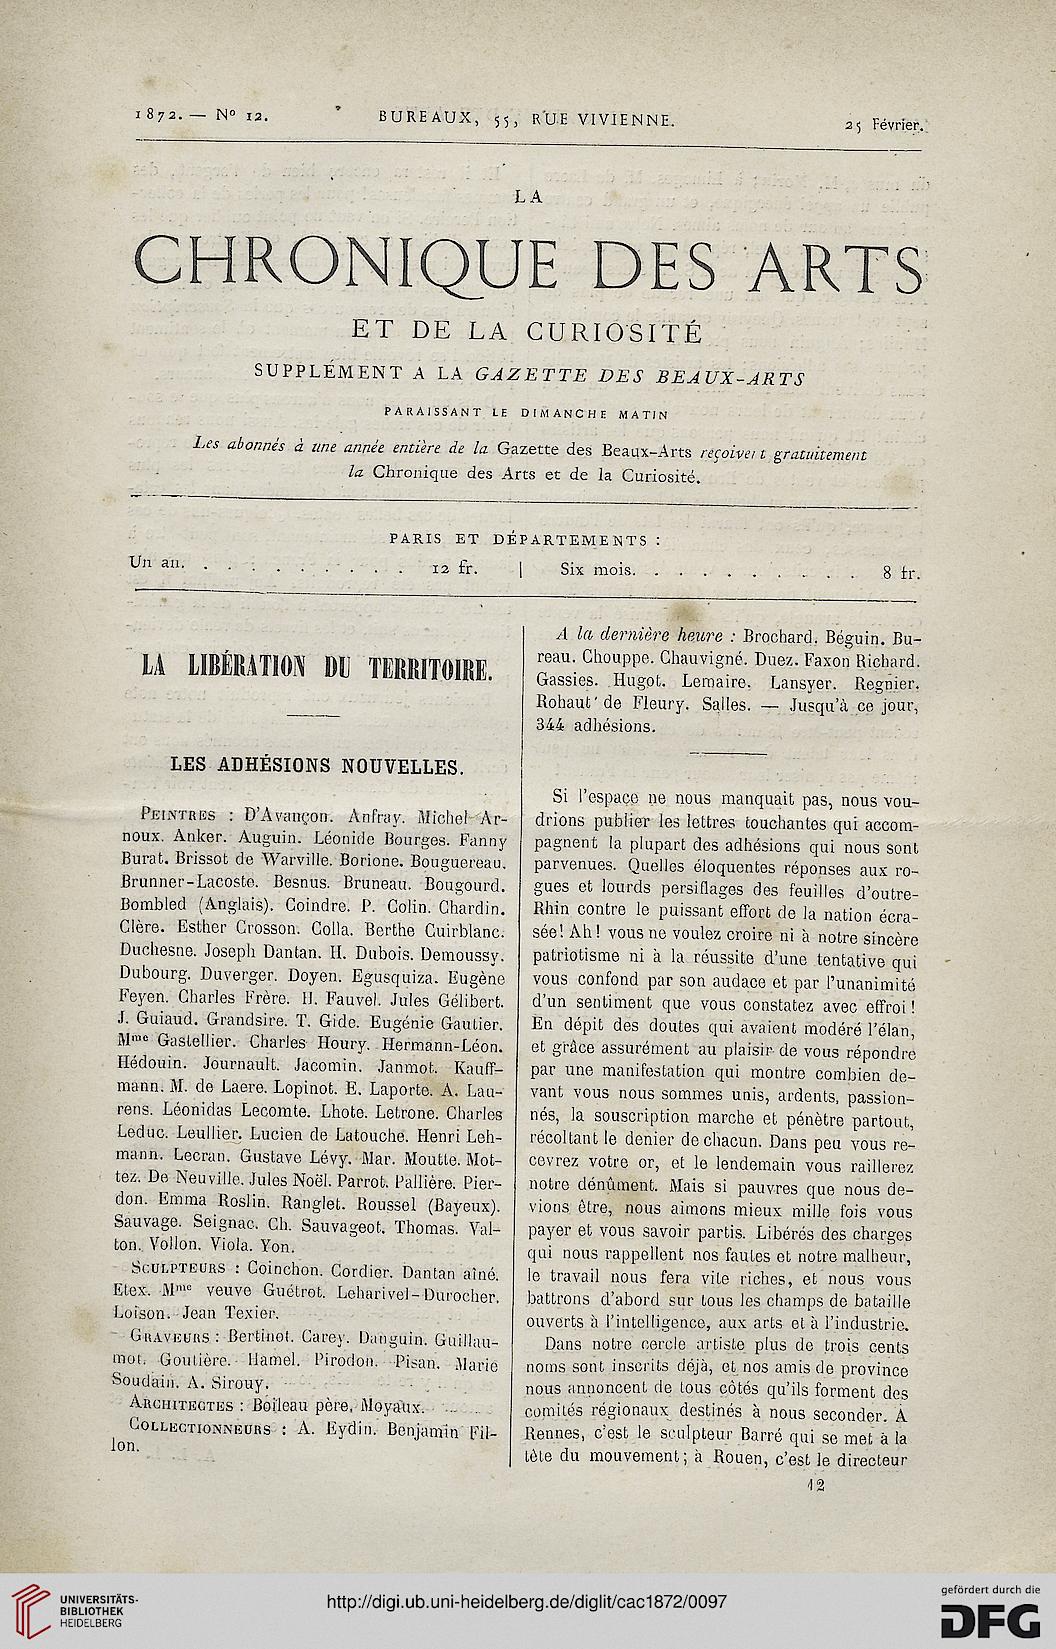 1872. — Nº 12.
BUREAUX, 55, RUE VIVIENNE.
25 Février.
LA
CHRONIQUE DES ARTS
ET DE LA CURIOSITÉ
SUPPLÉMENT A LA GAZETTE DES BEAUX-ARTS
PARAISSANT LE DIMANCHE MATIN
Les abonnés à une année entière de la Gazette des Beaux-Arts reçoivent gratuitement
la Chronique des Arts et de la Curiosité.
PARIS ET DÉPARTEMENTS :
Un an. . . . . . . . . . 12 fr. | Six mois. . . . . . . . . . 8 fr.
LA LIBÉRATION DU TERRITOIRE.
LES ADHÉSIONS NOUVELLES.
PEINTRES : D'Avançon. Anfray. Michel Ar-
noux. Anker. Auguin. Léonide Bourges. Fanny
Burat. Brissot de Warville. Borione. Bouguereau.
Brunner-Lacoste. Besnus. Bruneau. Bougourd.
Bombled (Anglais). Coindre. P. Colin. Chardin.
Clère. Esther Crosson. Colla. Berthe Cuirblanc.
Duchesne. Joseph Dantan. H. Dubois. Demoussy.
Dubourg. Duverger. Doyen. Egusquiza. Eugène
Feyen. Charles Frère. H. Fauvel. Jules Gélibert.
J. Guiaud. Grandsire. T. Gide. Eugénie Gautier.
Mme Gastellier. Charles Houry. Hermann-Léon.
Hédouin. Journault. Jacomin. Janmot. Kauff-
mann. M. de Laere. Lopinot. E. Laporte. A. Lau-
rens. Léonidas Lecomte. Lhote. Letrone. Charles
Leduc. Leullier. Lucien de Latouche. Henri Leh-
mann. Lecran. Gustave Lévy. Mar. Moutte. Mot-
tez. De Neuville. Jules Noël. Parrot. Pallière. Pier-
don. Emma Roslin. Ranglet. Roussel (Bayeux).
Sauvage. Seignac. Ch. Sauvageot. Thomas. Val-
ton. Vollon. Viola. Yon.
SCULPTEURS : Coinchon. Cordier. Dantan aîné.
Etex. Mme veuve Guétrot. Leharivel-Durocher.
Loison. Jean Texier.
GRAVEURS : Bertinot. Carey. Danguin. Guillau-
mot. Goutière. Hamel. Pirodon. Pisan. Marie
Soudain. A. Sirouy.
ARCHITECTES : Boileau père, Moyaux.
COLLECTIONNEURS : A. Eydin. Benjamin Fil-
lon.
A la dernière heure : Brochard. Béguin. Bu-
reau. Chouppe. Chauvigné. Duez. Faxon Richard.
Gassies. Hugot. Lemaire. Lansyer. Regnier.
Rohaut de Fleury. Salles. — Jusqu'à ce jour,
344 adhésions.
Si l'espace ne nous manquait pas, nous vou-
drions publier les lettres touchantes qui accom-
pagnent la plupart des adhésions qui nous sont
parvenues. Quelles éloquentes réponses aux ro-
gues et lourds persiflages des feuilles d'outre-
Rhin contre le puissant effort de la nation écra-
sée! Ah! vous ne voulez croire ni à notre sincère
patriotisme ni à la réussite d'une tentative qui
vous confond par son audace et par l'unanimité
d'un sentiment que vous constatez avec effroi!
En dépit des doutes qui avaient modéré l'élan,
et grâce assurément au plaisir de vous répondre
par une manifestation qui montre combien de-
vant vous nous sommes unis, ardents, passion-
nés, la souscription marche et pénètre partout,
récoltant le denier de chacun. Dans peu vous re-
cevrez votre or, et le lendemain vous raillerez
notre dénûment. Mais si pauvres que nous de-
vions être, nous aimons mieux mille fois vous
payer et vous savoir partis. Libérés des charges
qui nous rappellent nos fautes et notre malheur,
le travail nous fera vite riches, et nous vous
battrons d'abord sur tous les champs de bataille
ouverts à l'intelligence, aux arts et à l'industrie.
Dans notre cercle artiste plus de trois cents
noms sont inscrits déjà, et nos amis de province
nous annoncent de tous côtés qu'ils forment des
comités régionaux destinés à nous seconder. A
Rennes, c'est le sculpteur Barré qui se met à la
tête du mouvement; à Rouen, c'est le directeur
12
UNIVERSITÄTS-
BIBLIOTHEK
HEIDELBERG
http://digi.ub.uni-heidelberg.de/diglit/cac1872/0097
gefördert durch die
DFG